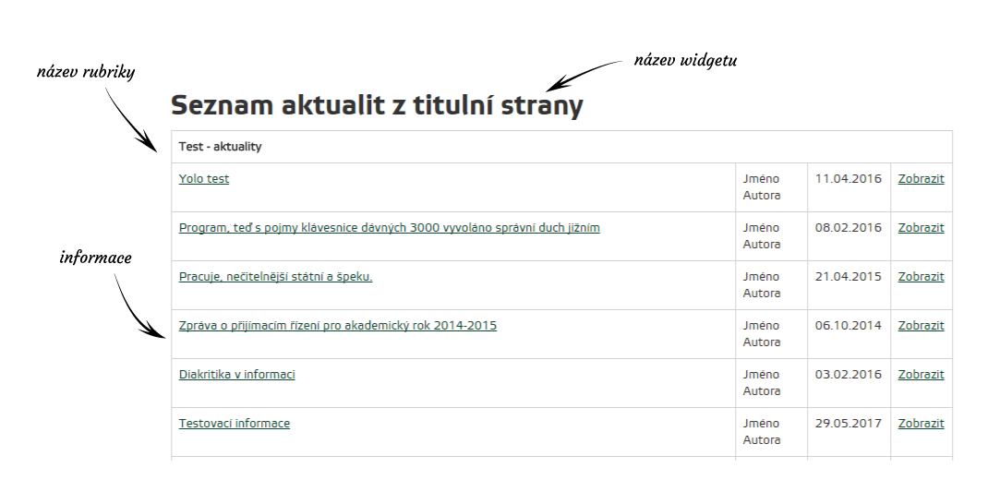 název rubriky
název widgetu
Seznam aktualit z titulní strany
Test - aktuality
Yolo test Jméno 11.04.2016 Zobrazit
Autora
Program, teď s pojmy klávesnice dávných 3000 vyvoláno správní duch jižním Jméno 08.02.2016 Zobrazit
Autora
informace
Pracuje, nečitelnější státní a špeku. Jméno 21.04.2015 Zobrazit
Autora
Zpráva o přijímacím řízení pro akademický rok 2014-2015 Jméno 06.10.2014 Zobrazit
Autora
Diakritika v informaci Jméno 03.02.2016 Zobrazit
Autora
Testovací informace Jméno 29.05.2017 Zobrazit
Autora